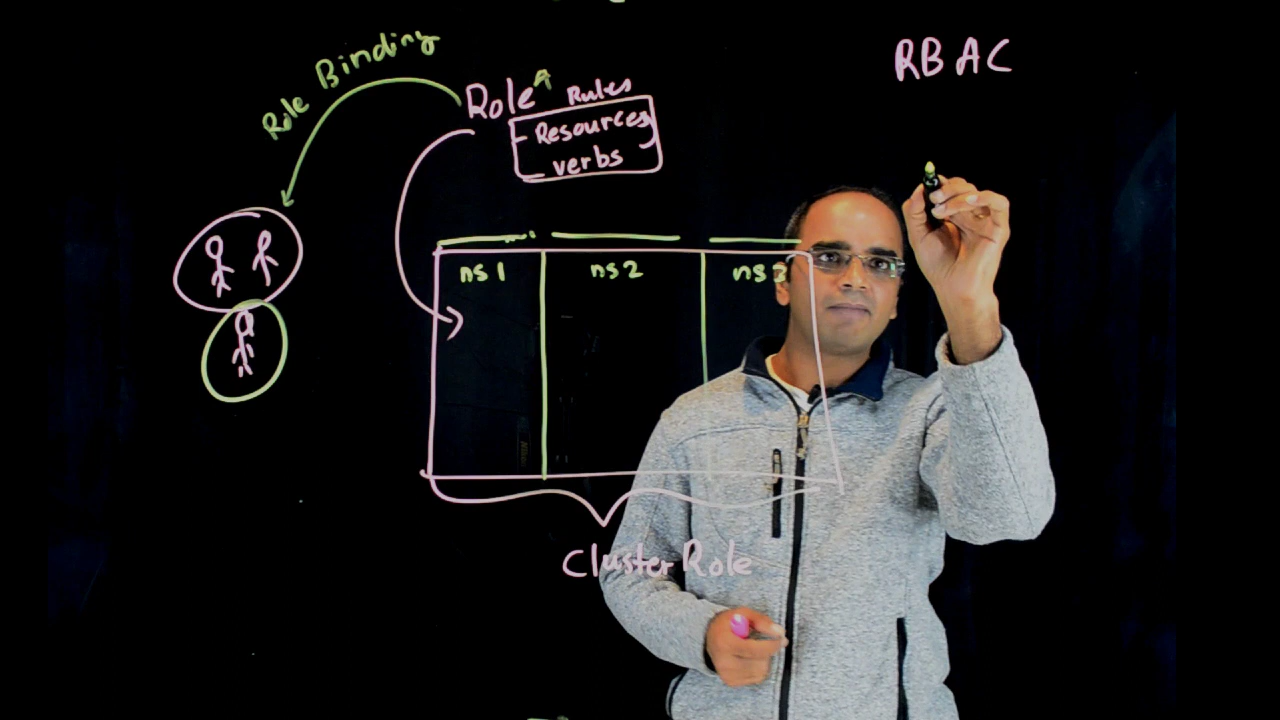 RBAC
Role Binding
Role Rules
- Resources
- verbs
ns 1
ns 2
ns 3
Cluster Role